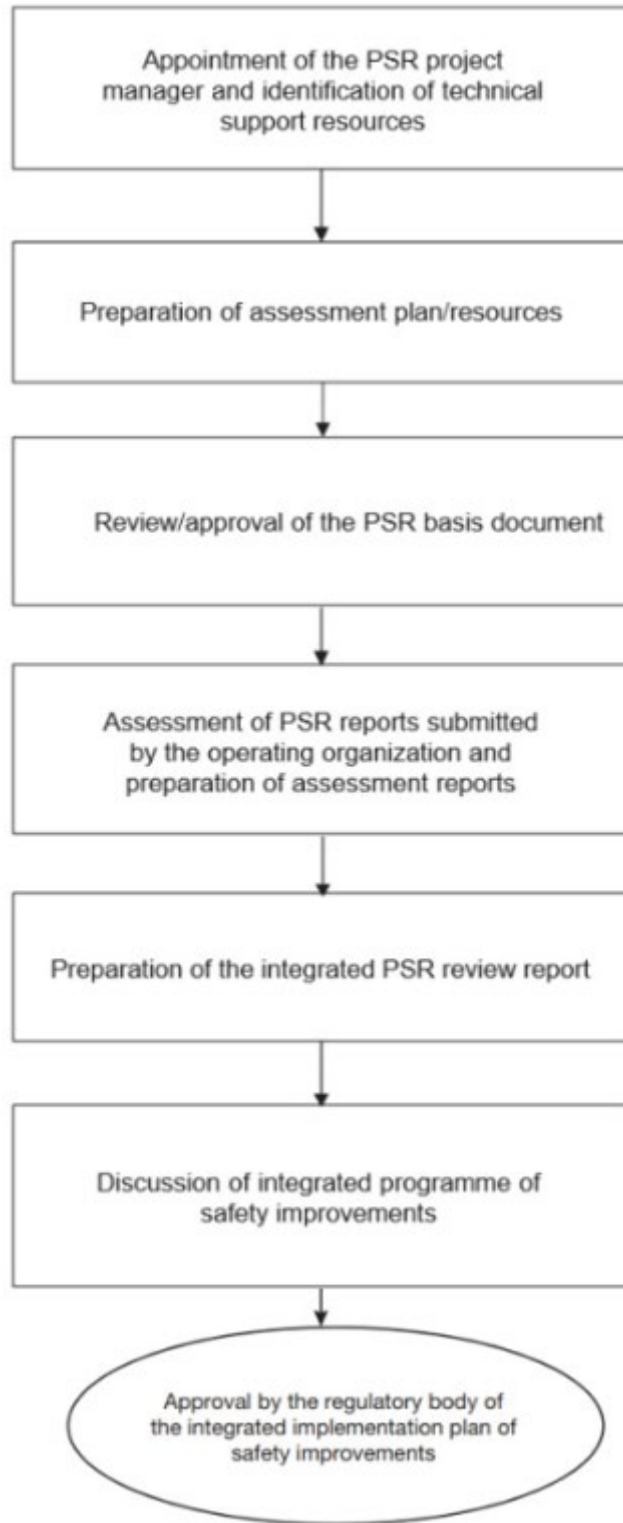 Appointment of the PSR project
manager and identification of technical
support resources
Preparation of assessment plan/resources
Review/approval of the PSR basis document
Assessment of PSR reports submitted
by the operating organization and
preparation of assessment reports
Preparation of the integrated PSR review report
Discussion of integrated programme of
safety improvements
Approval by the regulatory body of
the integrated implementation plan of
safety improvements